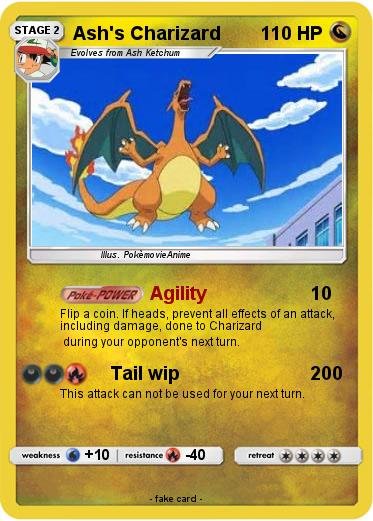 STAGE 2 Ash's Charizard 110 HP
Evolves from Ash Ketchum
Illus. PokèmovieAnime
Poké-POWER Agility 10
Flip a coin. If heads, prevent all effects of an attack,
including damage, done to Charizard
during your opponent's next turn.
Tail wip 200
This attack can not be used for your next turn.
weakness +10 resistance -40 retreat
- fake card -